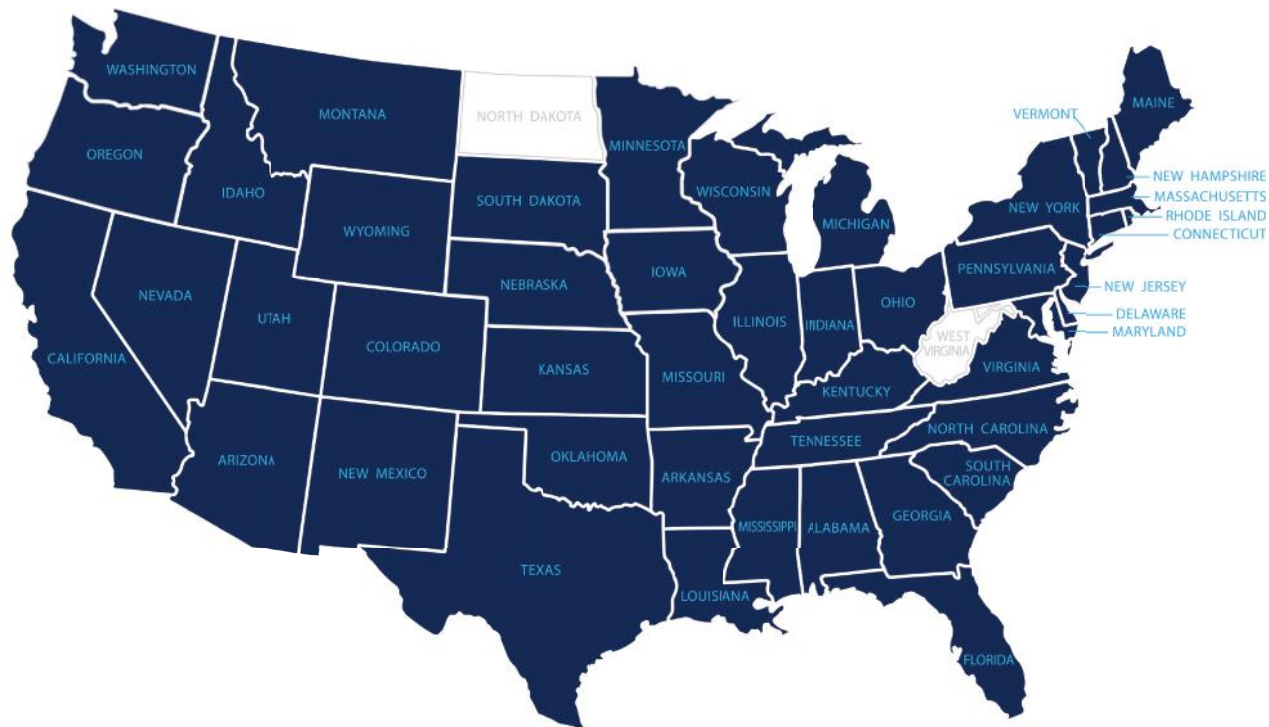 WASHINGTON
MONTANA
NORTH DAKOTA
MINNESOTA
VERMONT
MAINE
OREGON
IDAHO
SOUTH DAKOTA
WISCONSIN
MICHIGAN
NEW HAMPSHIRE
MASSACHUSETTS
RHODE ISLAND
CONNECTICUT
NEW YORK
WYOMING
IOWA
PENNSYLVANIA
NEBRASKA
NEW JERSEY
NEVADA
OHIO
UTAH
ILLINOIS
INDIANA
DELAWARE
MARYLAND
WEST
VIRGINIA
COLORADO
CALIFORNIA
KANSAS
MISSOURI
VIRGINIA
KENTUCKY
NORTH CAROLINA
TENNESSEE
ARIZONA
NEW MEXICO
OKLAHOMA
ARKANSAS
SOUTH
CAROLINA
GEORGIA
MISSISSIPPI
ALABAMA
TEXAS
LOUISIANA
FLORIDA